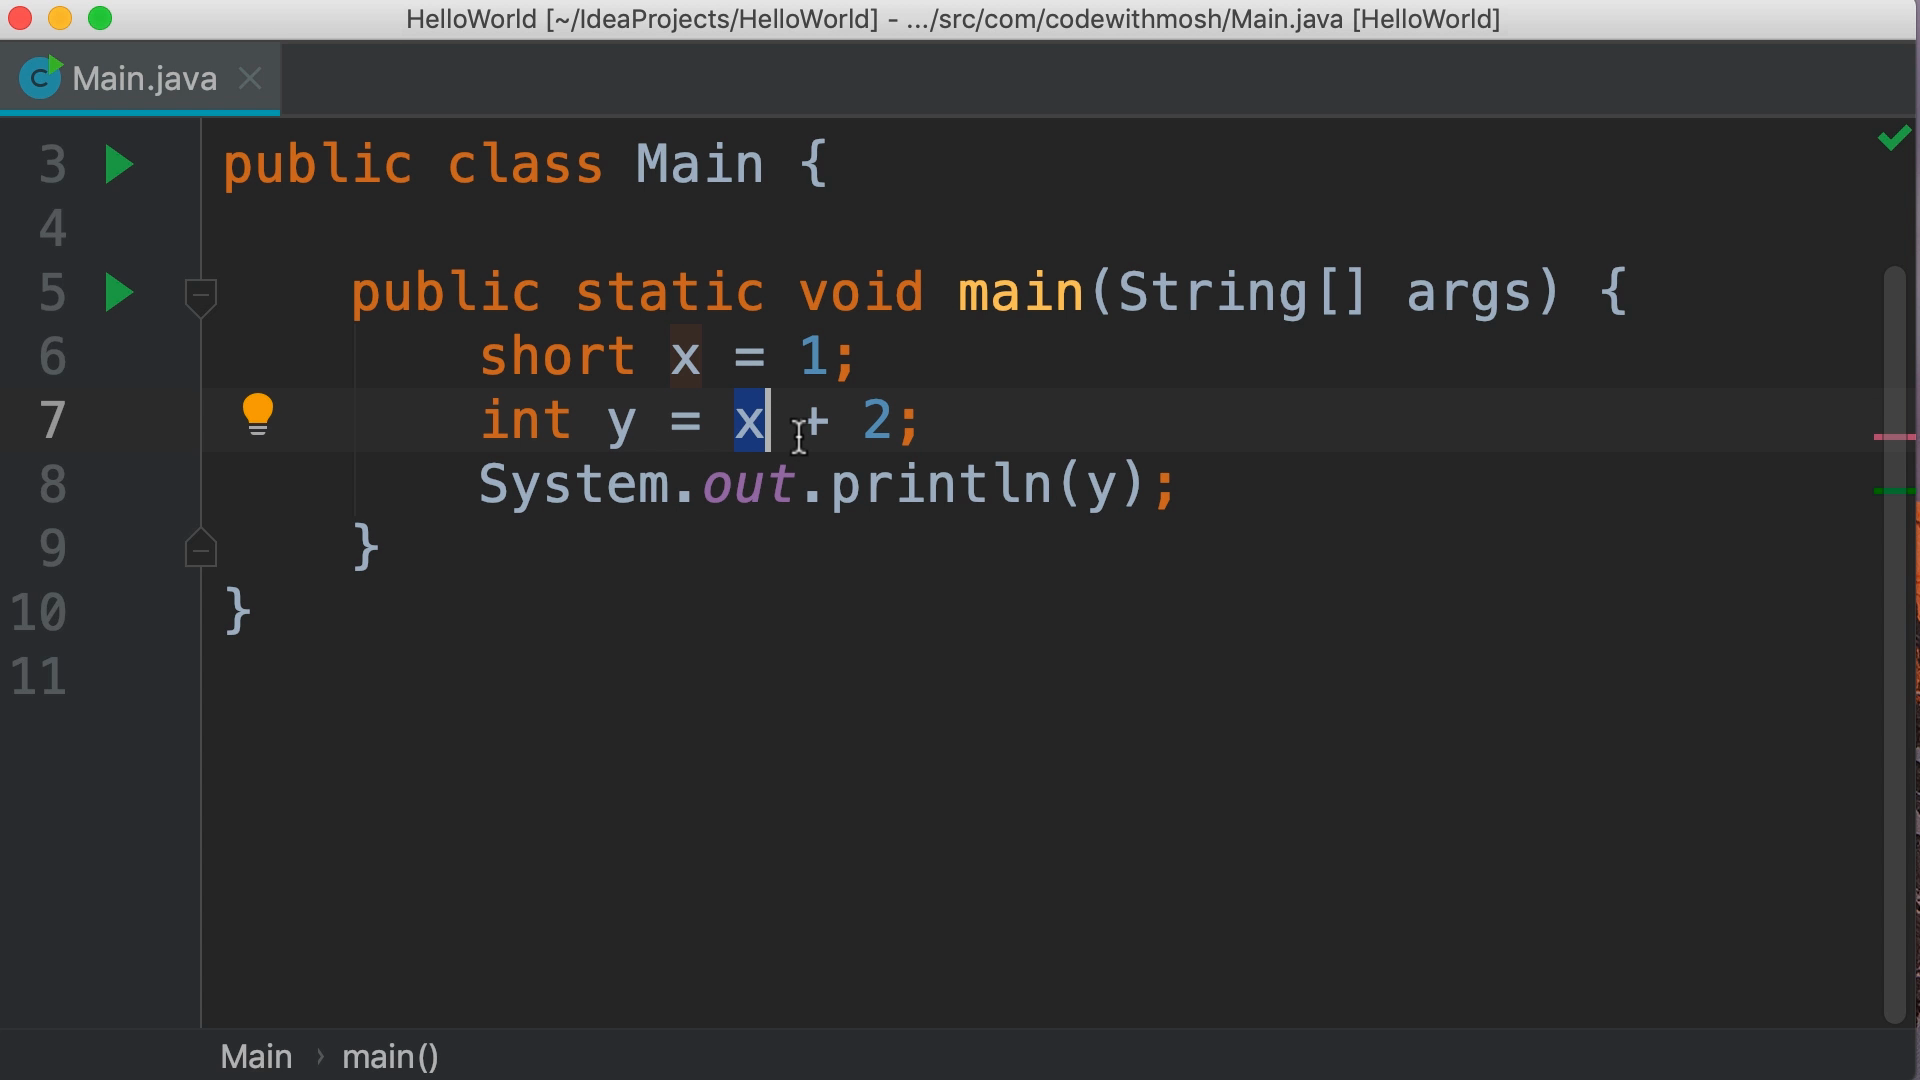 HelloWorld [~/IdeaProjects/HelloWorld] - .../src/com/codewithmosh/Main.java [HelloWorld]
C Main.java
3 public class Main {
4
5 public static void main(String[] args) {
6 short x = 1;
7 int y = x + 2;
8 System.out.println(y);
9 }
10 }
11
Main › main()